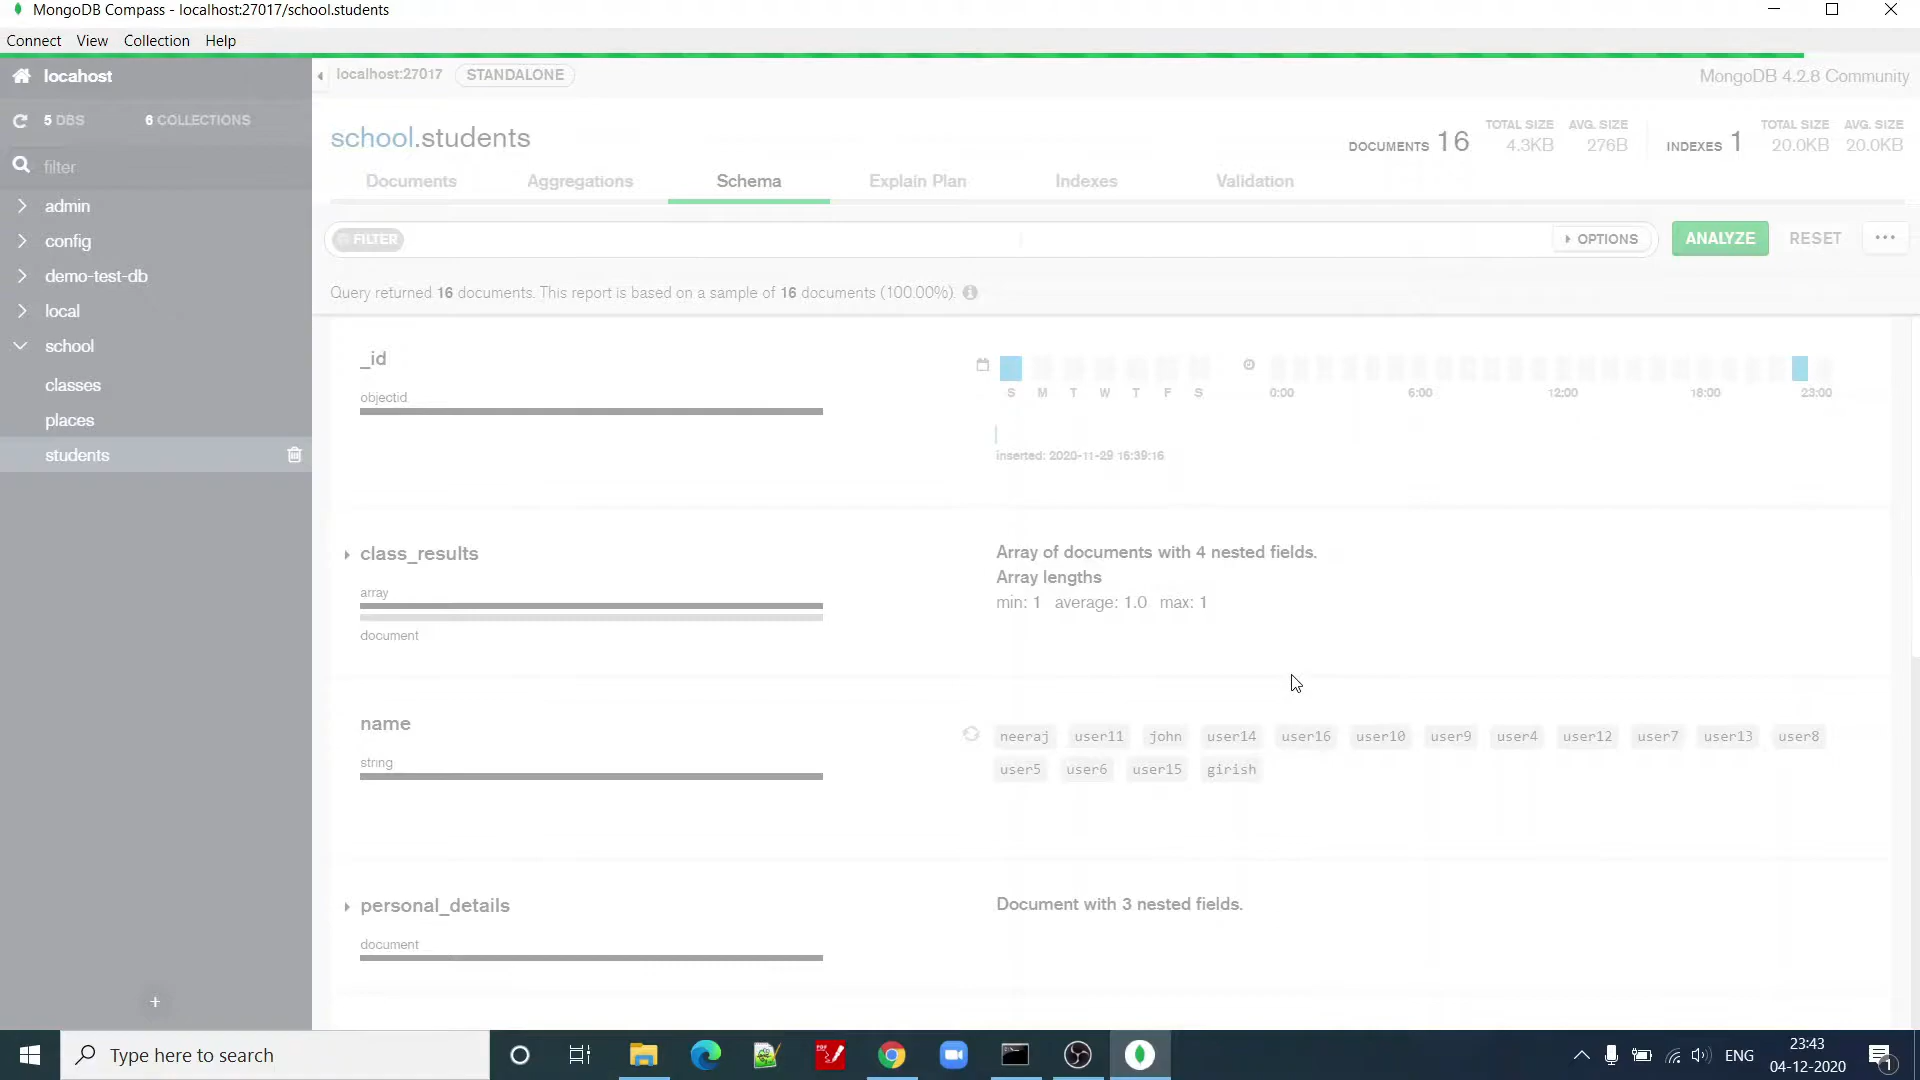 MongoDB Compass - localhost:27017/school.students
Connect View Collection Help
locahost
localhost:27017 STANDALONE
MongoDB 4.2.8 Community
5 DBS 6 COLLECTIONS
filter
admin
config
demo-test-db
local
school
classes
places
students
school.students
DOCUMENTS 16 TOTAL SIZE 4.3KB AVG. SIZE 276B INDEXES 1 TOTAL SIZE 20.0KB AVG. SIZE 20.0KB
Documents Aggregations Schema Explain Plan Indexes Validation
FILTER OPTIONS ANALYZE RESET ...
Query returned 16 documents. This report is based on a sample of 16 documents (100.00%).
_id
objectid
S M T W T F S 0:00 6:00 12:00 18:00 23:00
inserted: 2020-11-29 16:39:16
class_results
array
document
Array of documents with 4 nested fields.
Array lengths
min: 1 average: 1.0 max: 1
name
string
neeraj user11 john user14 user16 user10 user9 user4 user12 user7 user13 user8
user5 user6 user15 girish
personal_details
document
Document with 3 nested fields.
Type here to search
ENG
23:43
04-12-2020
1